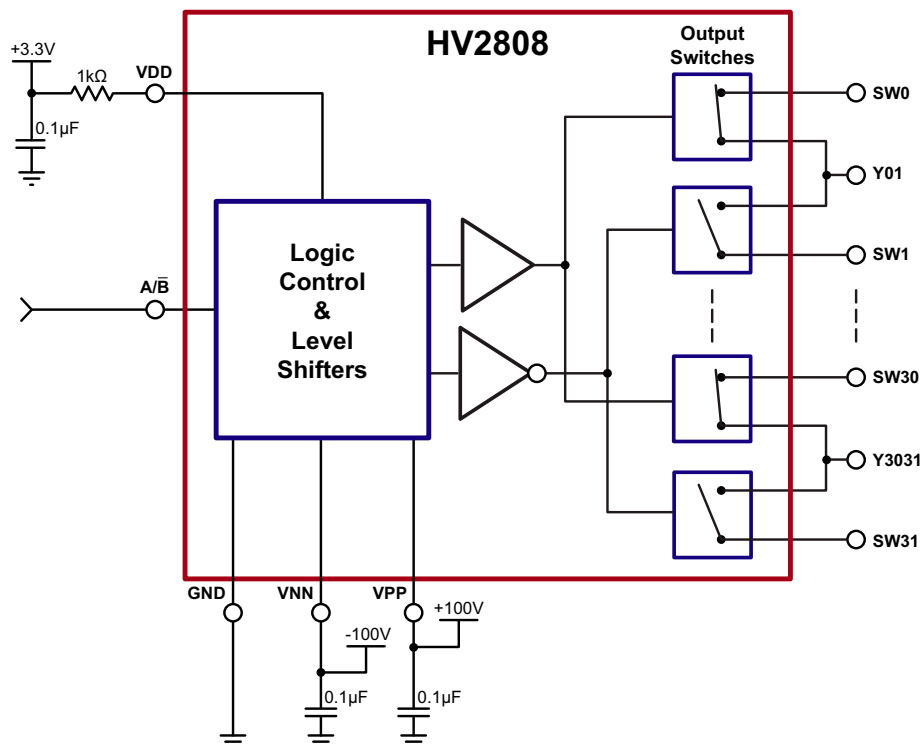 HV2808
Output
Switches
+3.3V
1kΩ
VDD
0.1µF
SW0
Y01
SW1
Logic
Control
&
Level
Shifters
A/B̅
SW30
Y3031
SW31
GND
VNN
VPP
-100V
+100V
0.1µF
0.1µF